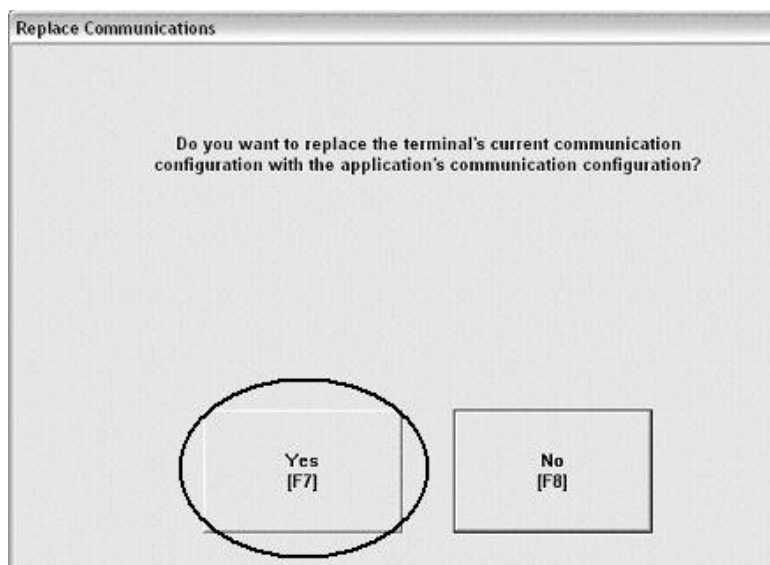 Replace Communications
Do you want to replace the terminal's current communication
configuration with the application's communication configuration?
Yes
[F7]
No
[F8]